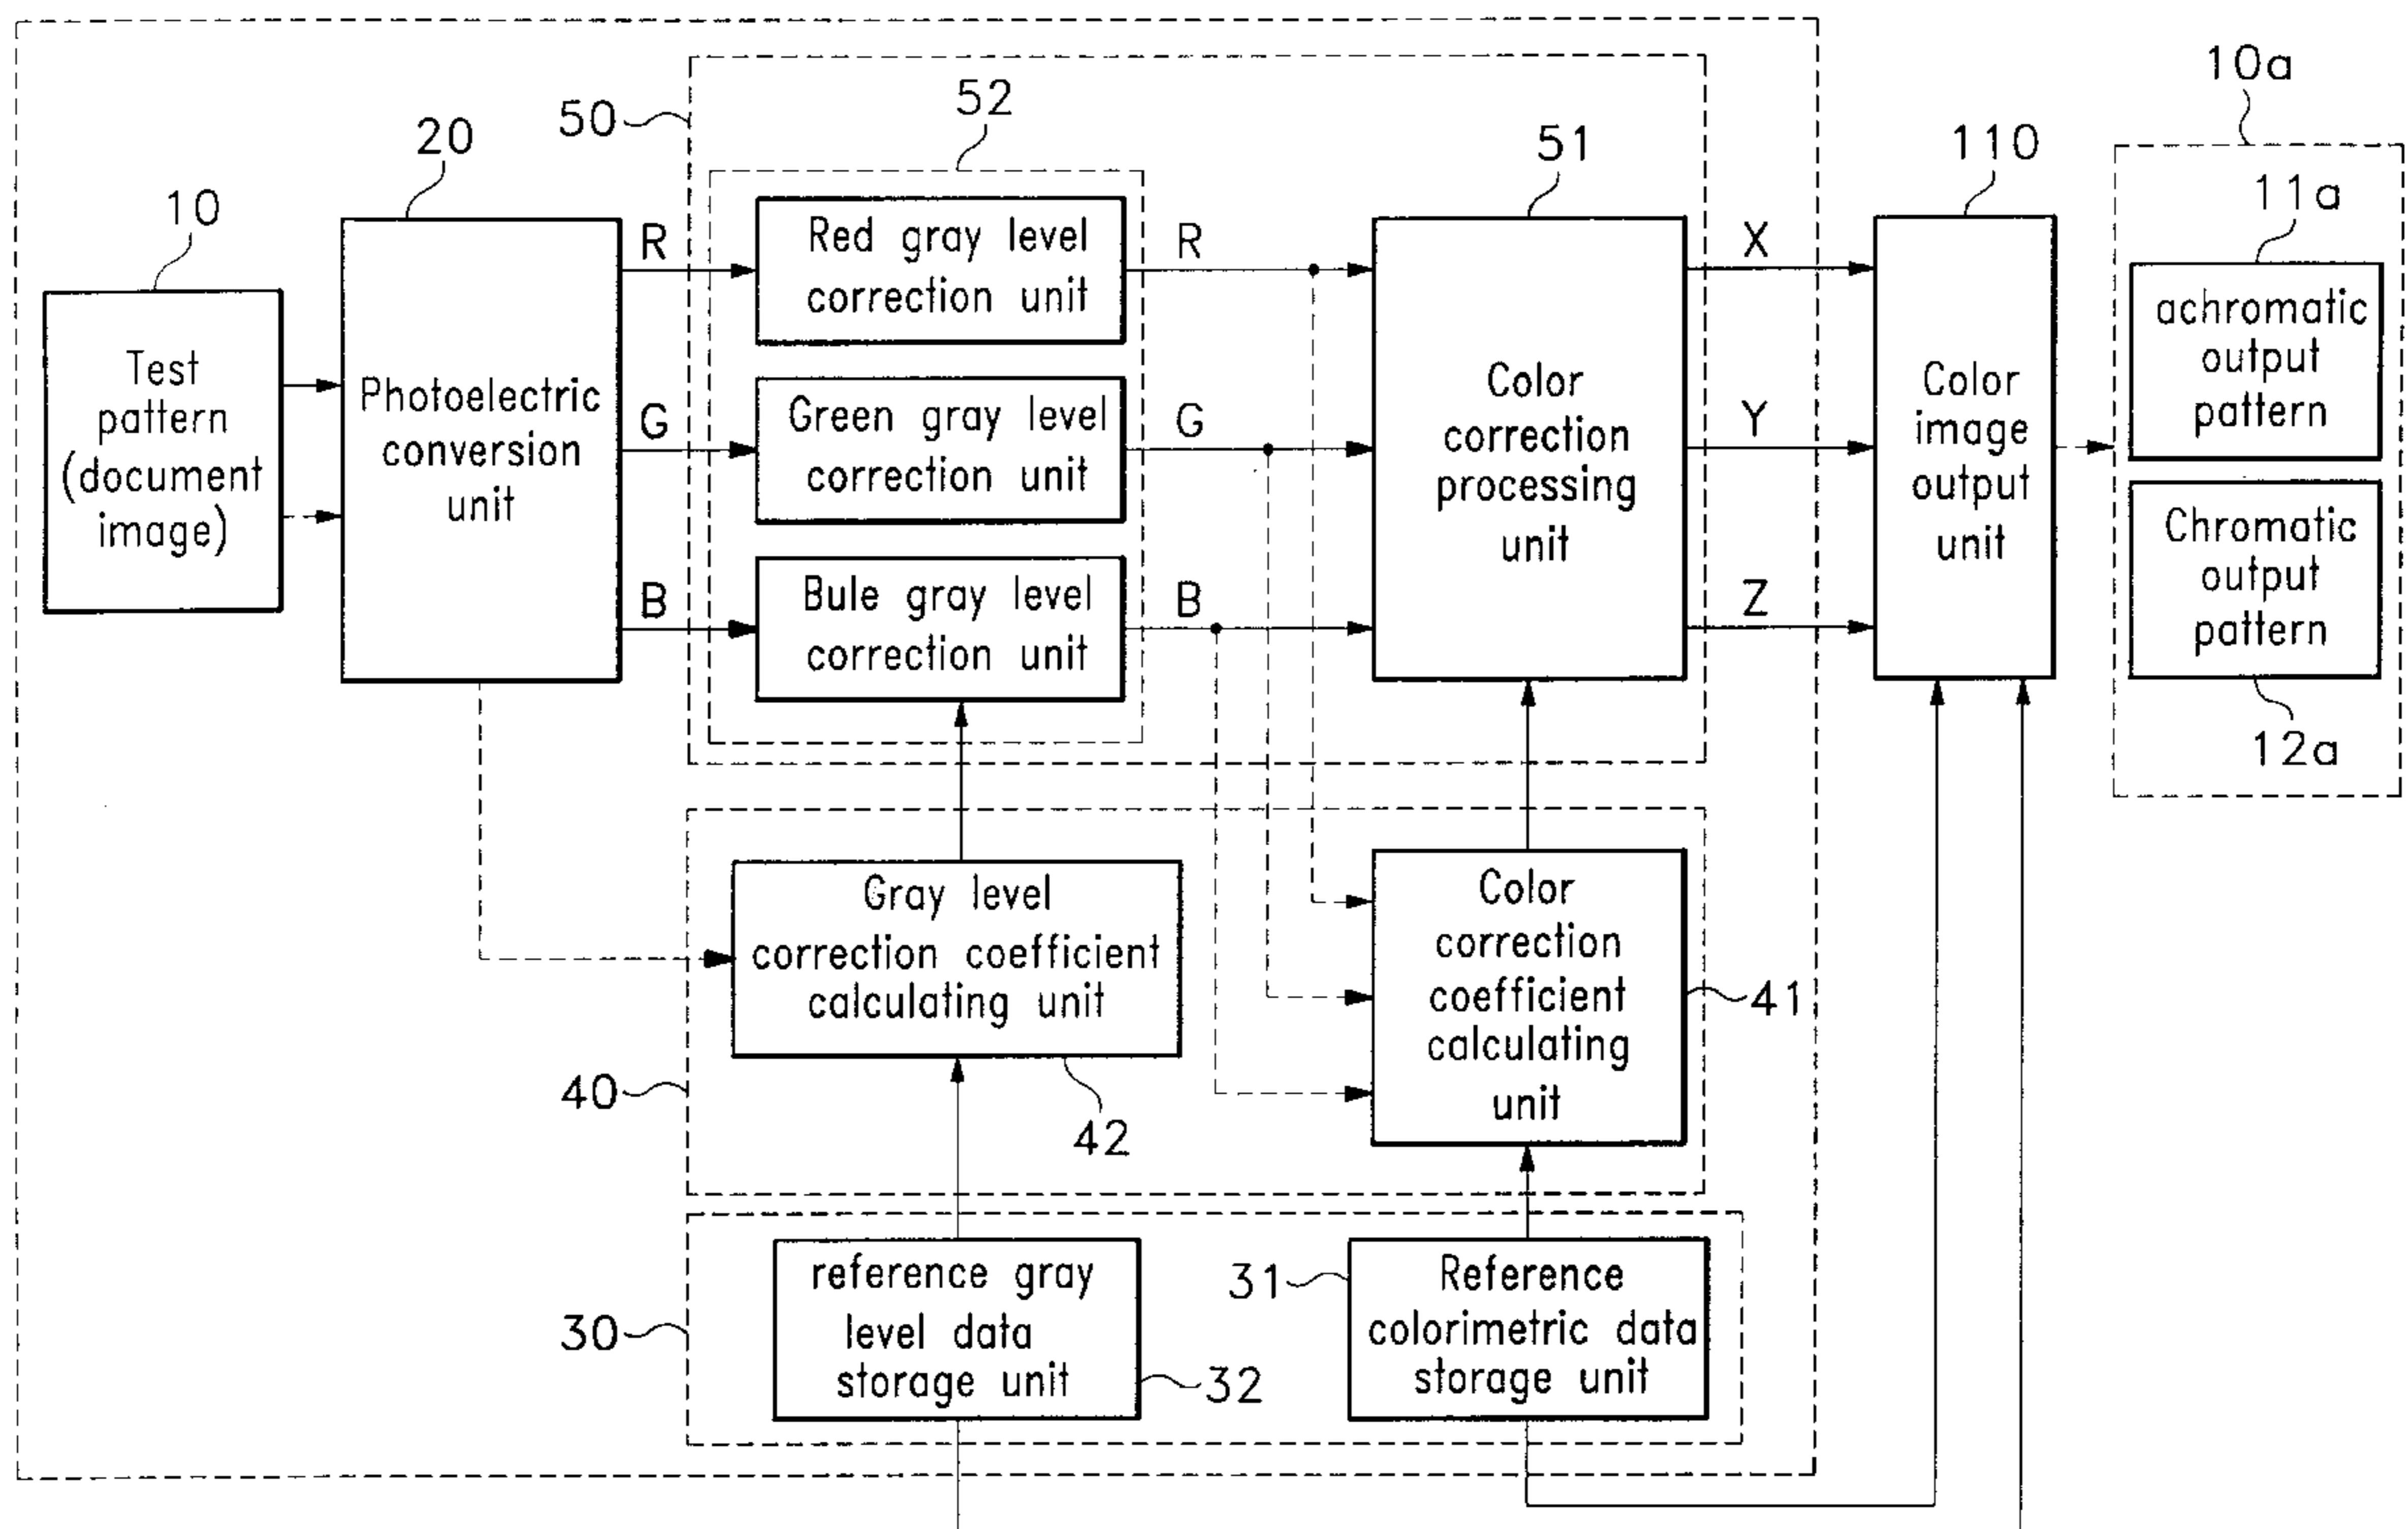 10
Test
pattern
(document
image)
20
Photoelectric
conversion
unit
R
G
B
50
52
Red gray level
correction unit
Green gray level
correction unit
Bule gray level
correction unit
R
G
B
51
Color
correction
processing
unit
X
Y
Z
110
Color
image
output
unit
10a
11a
achromatic
output
pattern
Chromatic
output
pattern
12a
Gray level
correction coefficient
calculating unit
40
42
Color
correction
coefficient
calculating
unit
41
30
reference gray
level data
storage unit
32
31
Reference
colorimetric data
storage unit